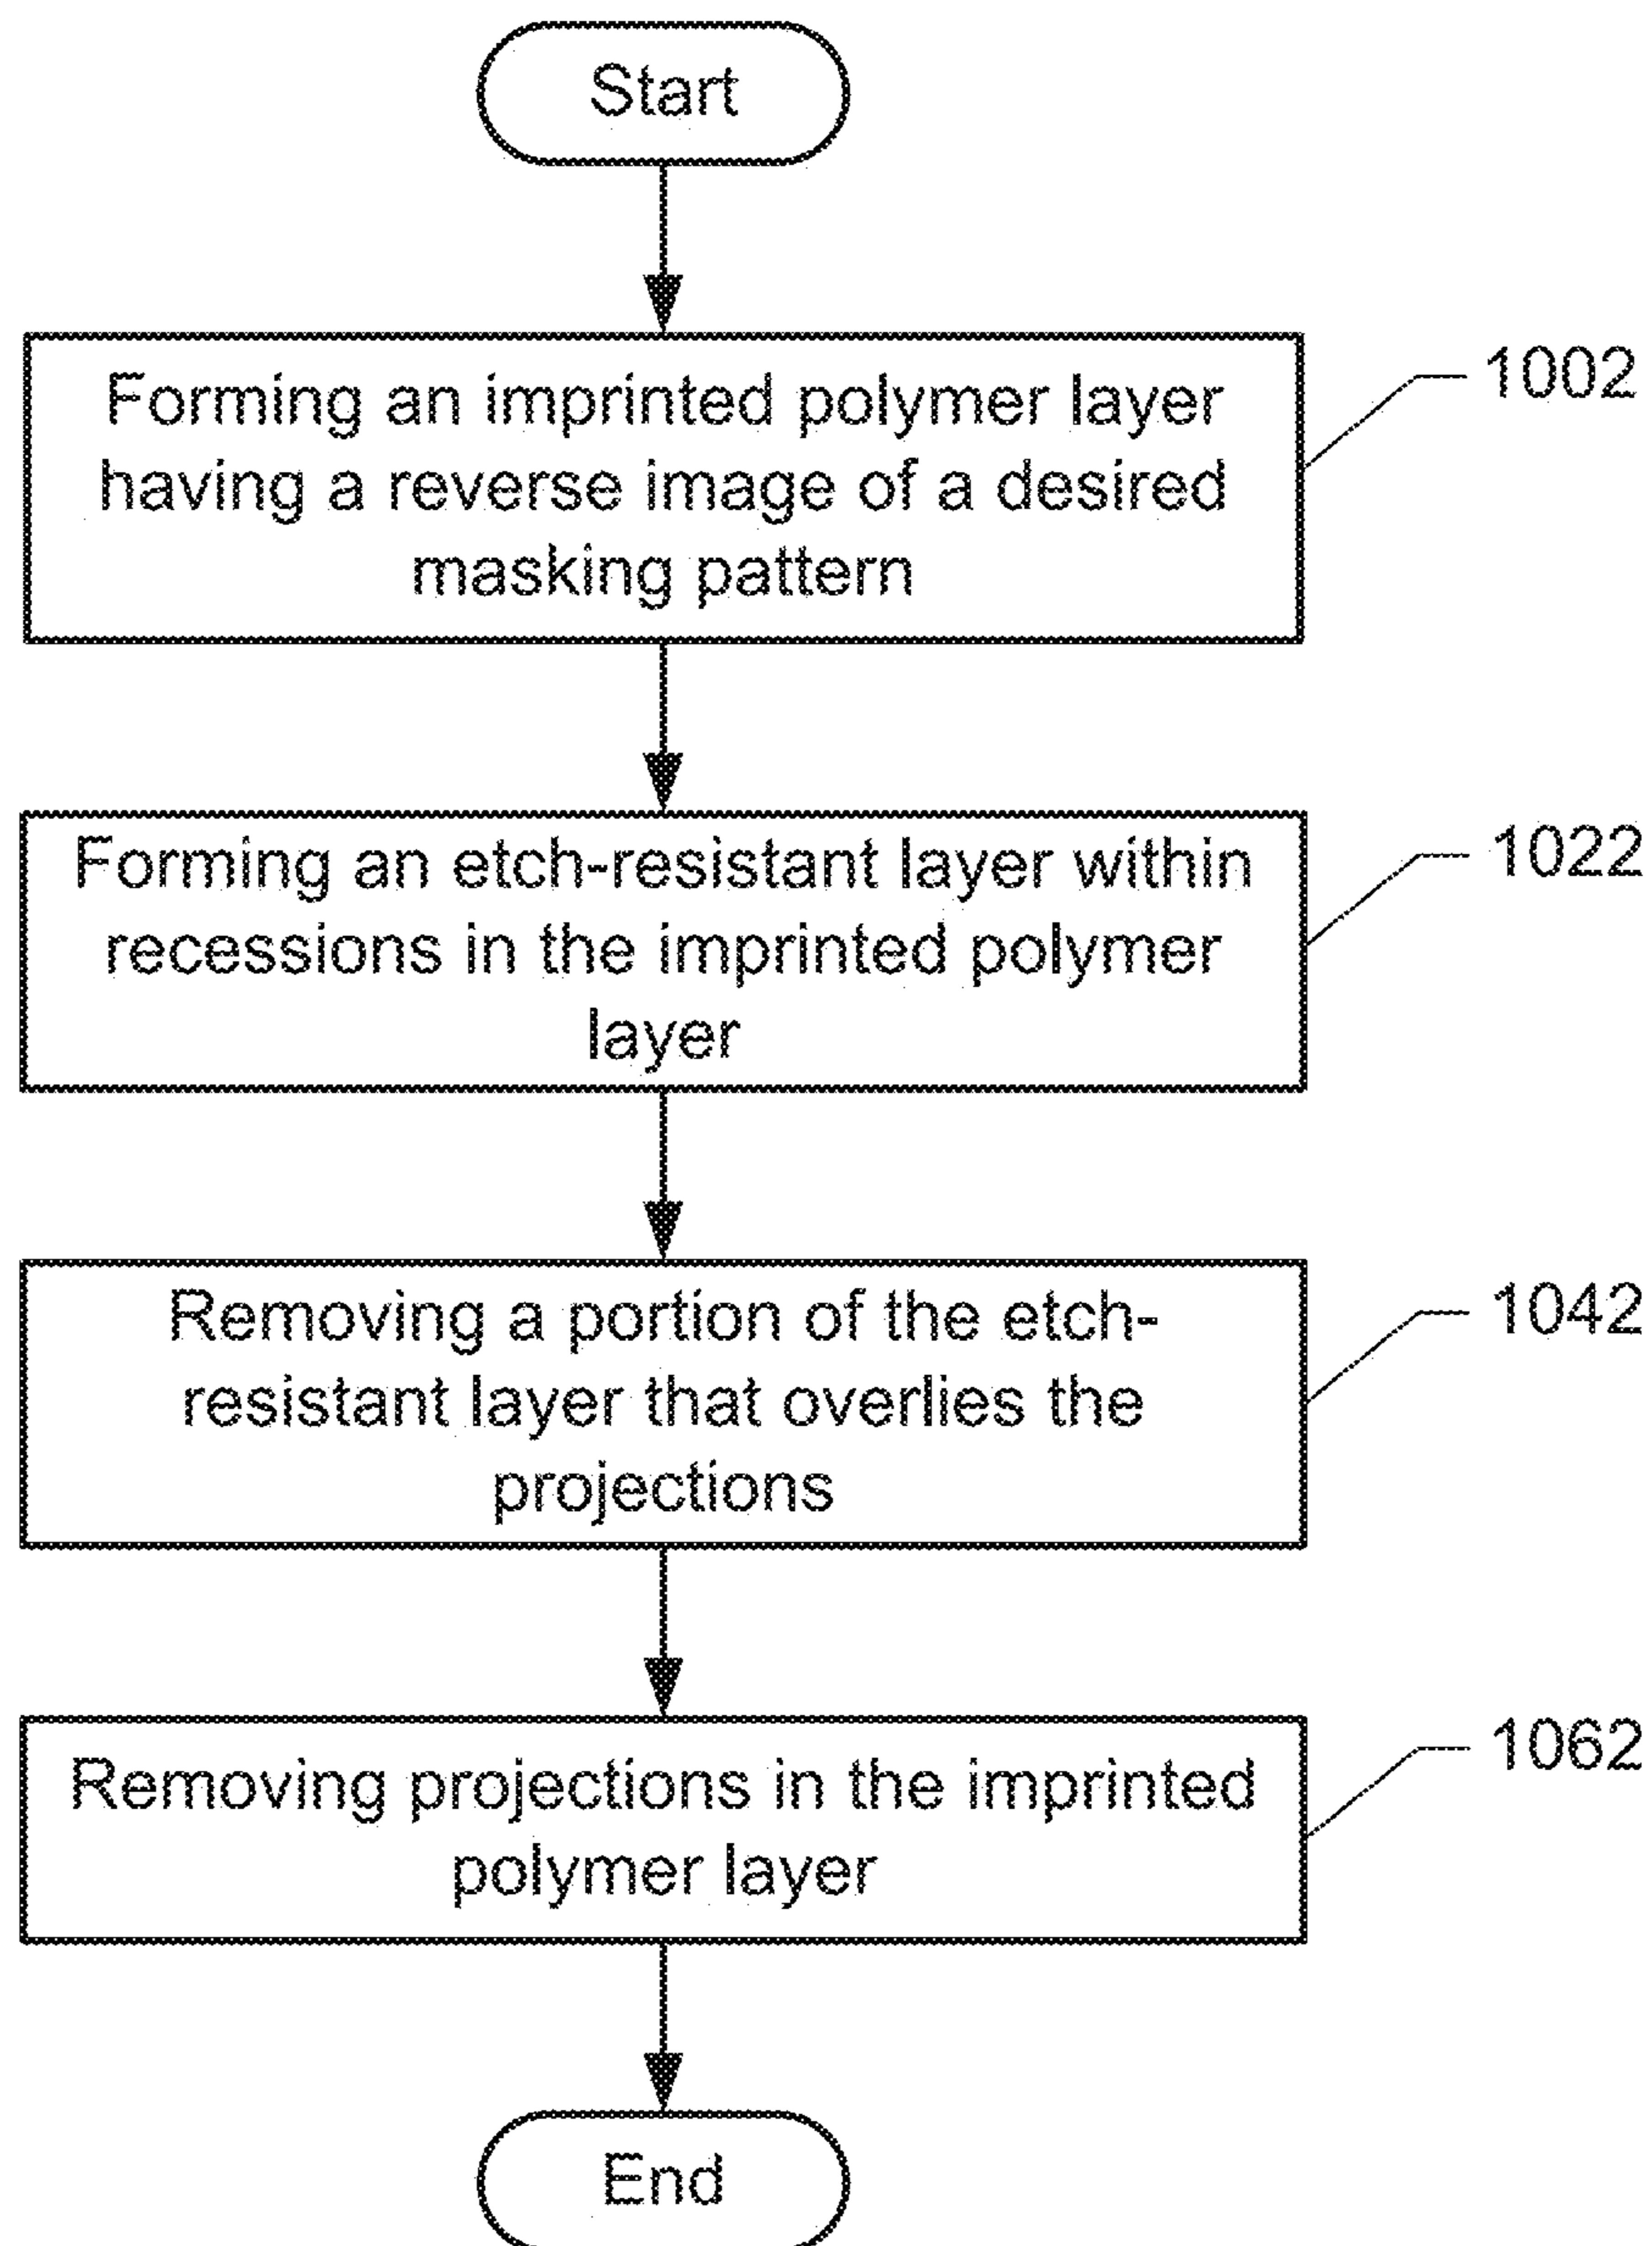 Start
Forming an imprinted polymer layer
having a reverse image of a desired
masking pattern
1002
Forming an etch-resistant layer within
recessions in the imprinted polymer
layer
1022
Removing a portion of the etch-
resistant layer that overlies the
projections
1042
Removing projections in the imprinted
polymer layer
1062
End